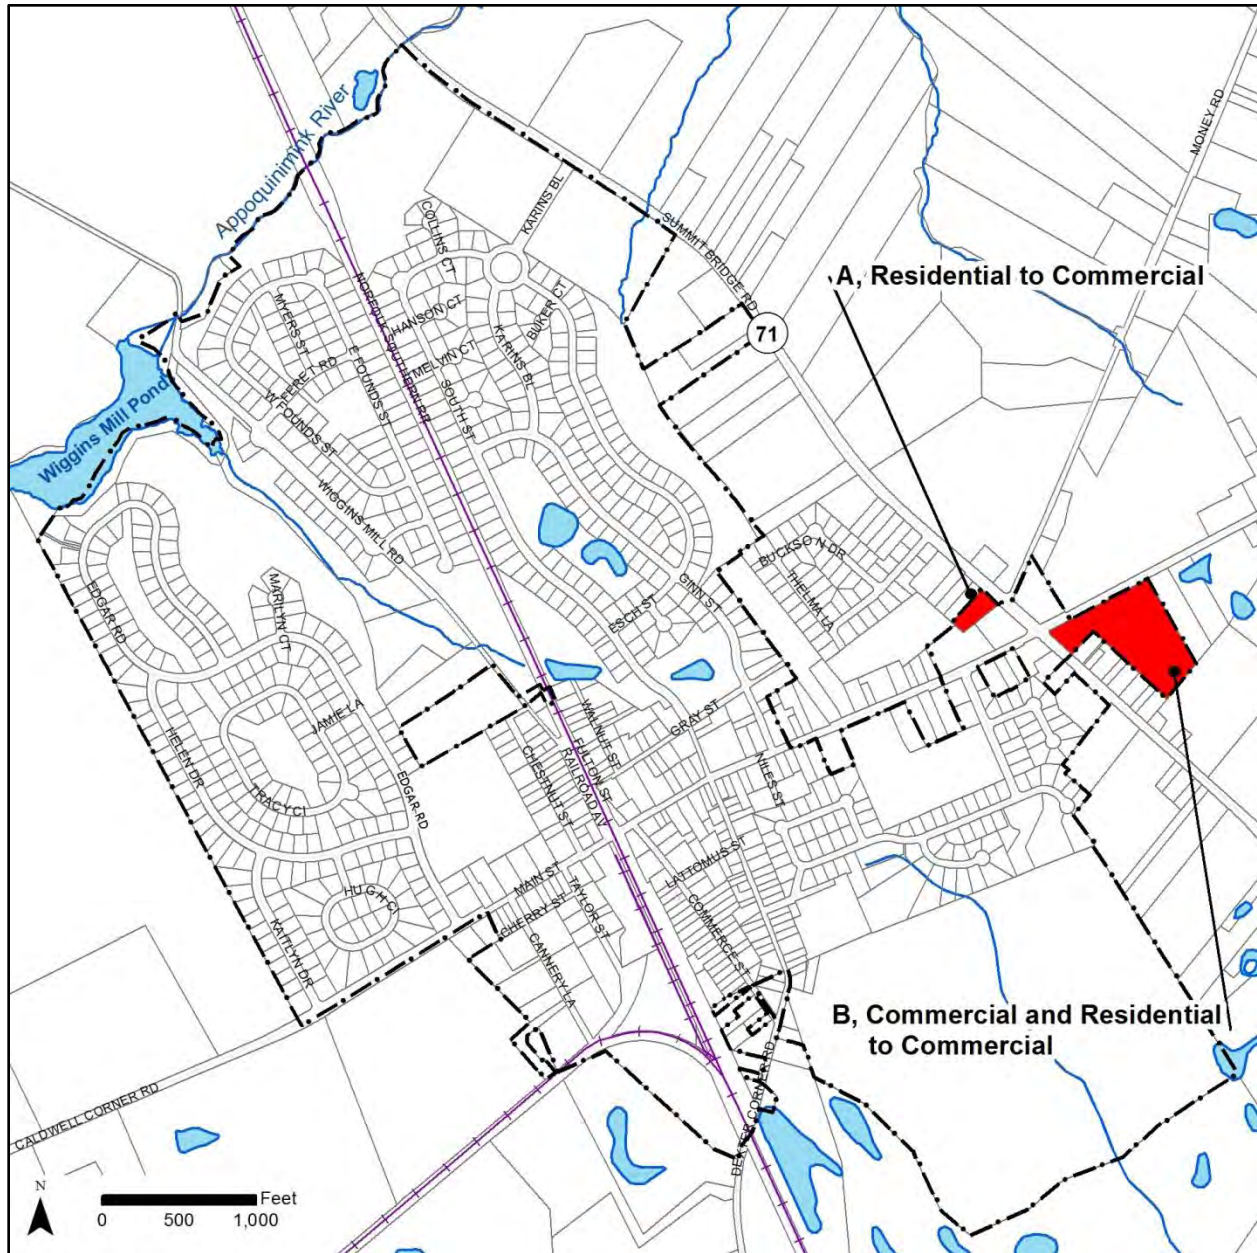 Appoquinimink River
MONEY RD
COLLINS CT
KARINS BL
SUMMIT BRIDGE RD
A, Residential to Commercial
NORFOLK SOUTHERN RR
MYERS ST
HANSON CT
KARINS BL
BUKER CT
71
FERET RD
E FOUNDS ST
MELVIN CT
SOUTH ST
Wiggins Mill Pond
W FOUNDS ST
WIGGINS MILL RD
BUCKSON DR
THELMA LA
EDGAR RD
MARILYN CT
ESCH ST
GINN ST
HELEN DR
JAMIE LA
WALNUT ST
GRAY ST
FULTON ST
RAILROAD AV
CHESTNUT ST
NILES ST
EDGAR RD
TRACY CI
MAIN ST
LATTOMUS ST
HUGH CI
CHERRY ST
TAYLOR ST
COMMERCE ST
KAITLYN DR
CANNERY LA
B, Commercial and Residential
to Commercial
DEXTER CORNER RD
CALDWELL CORNER RD
N
Feet
0 500 1,000